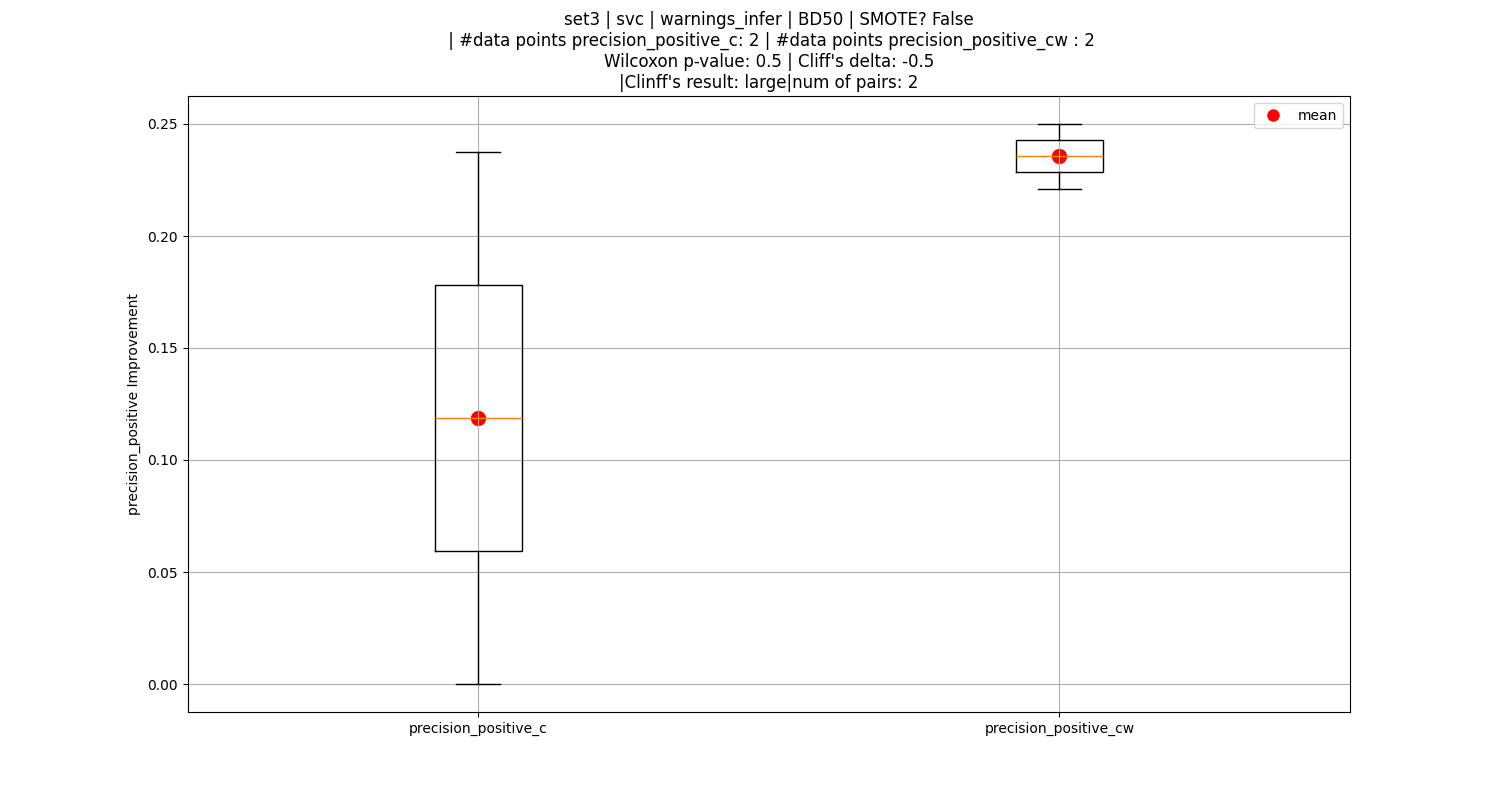 set3 | svc | warnings_infer | BD50 | SMOTE? False
| #data points precision_positive_c: 2 | #data points precision_positive_cw : 2
Wilcoxon p-value: 0.5 | Cliff's delta: -0.5
|Clinff's result: large|num of pairs: 2
mean
0.25
0.20
0.15
0.10
0.05
0.00
precision_positive Improvement
precision_positive_c
precision_positive_cw